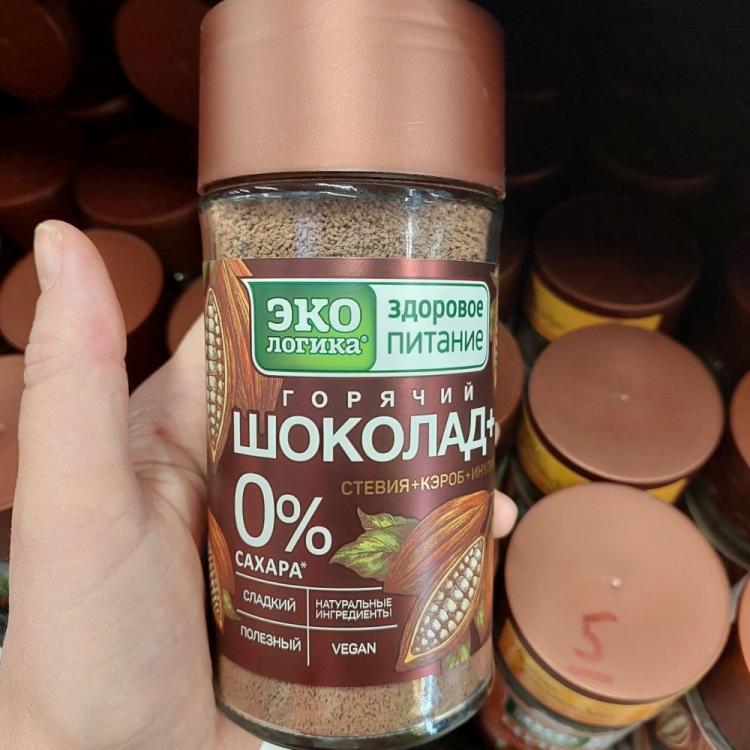 ЭКО
ЛОГИКА®
здоровое
питание
ГОРЯЧИЙ
ШОКОЛАД+
СТЕВИЯ+КЭРОБ+
0%
САХАРА*
СЛАДКИЙ
НАТУРАЛЬНЫЕ
ИНГРЕДИЕНТЫ
ПОЛЕЗНЫЙ
VEGAN
5